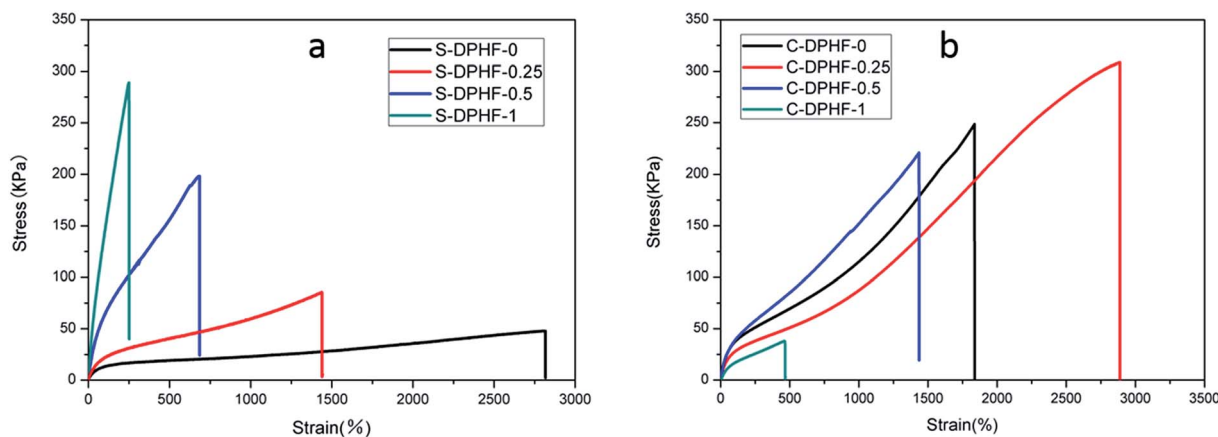 a
S-DPHF-0
S-DPHF-0.25
S-DPHF-0.5
S-DPHF-1
350
300
250
200
150
100
50
0
Stress (KPa)
0 500 1000 1500 2000 2500 3000
Strain(%)
b
C-DPHF-0
C-DPHF-0.25
C-DPHF-0.5
C-DPHF-1
350
300
250
200
150
100
50
0
Stress(KPa)
0 500 1000 1500 2000 2500 3000 3500
Strain(%)